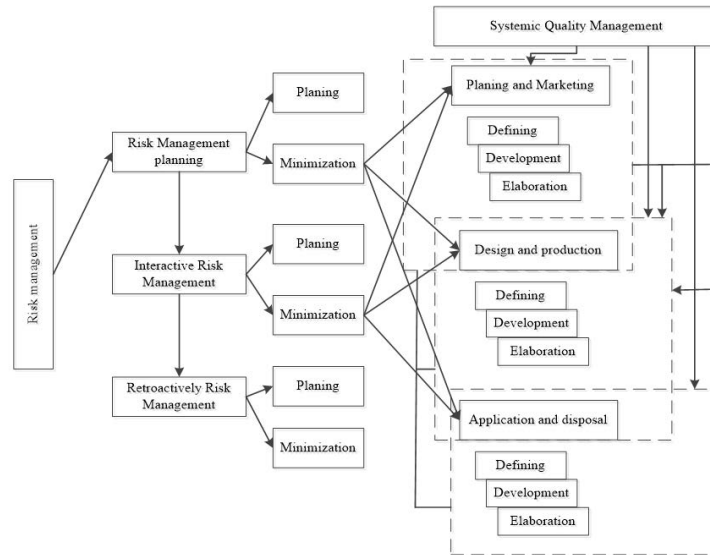 Systemic Quality Management
Planing
Planing and Marketing
Risk Management
planning
Minimization
Defining
Development
Elaboration
Risk management
Planing
Interactive Risk
Management
Minimization
Design and production
Defining
Development
Elaboration
Retroactively Risk
Management
Planing
Minimization
Application and disposal
Defining
Development
Elaboration